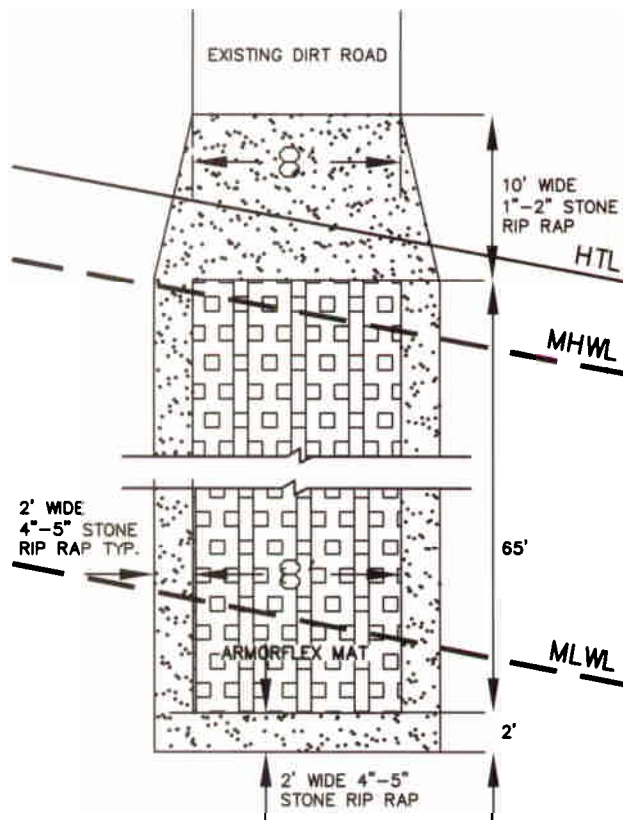 EXISTING DIRT ROAD
8'
10' WIDE
1"-2" STONE
RIP RAP
HTL
MHWL
2' WIDE
4"-5" STONE
RIP RAP TYP.
65'
8'
ARMORFLEX MAT
MLWL
2'
2' WIDE 4"-5"
STONE RIP RAP